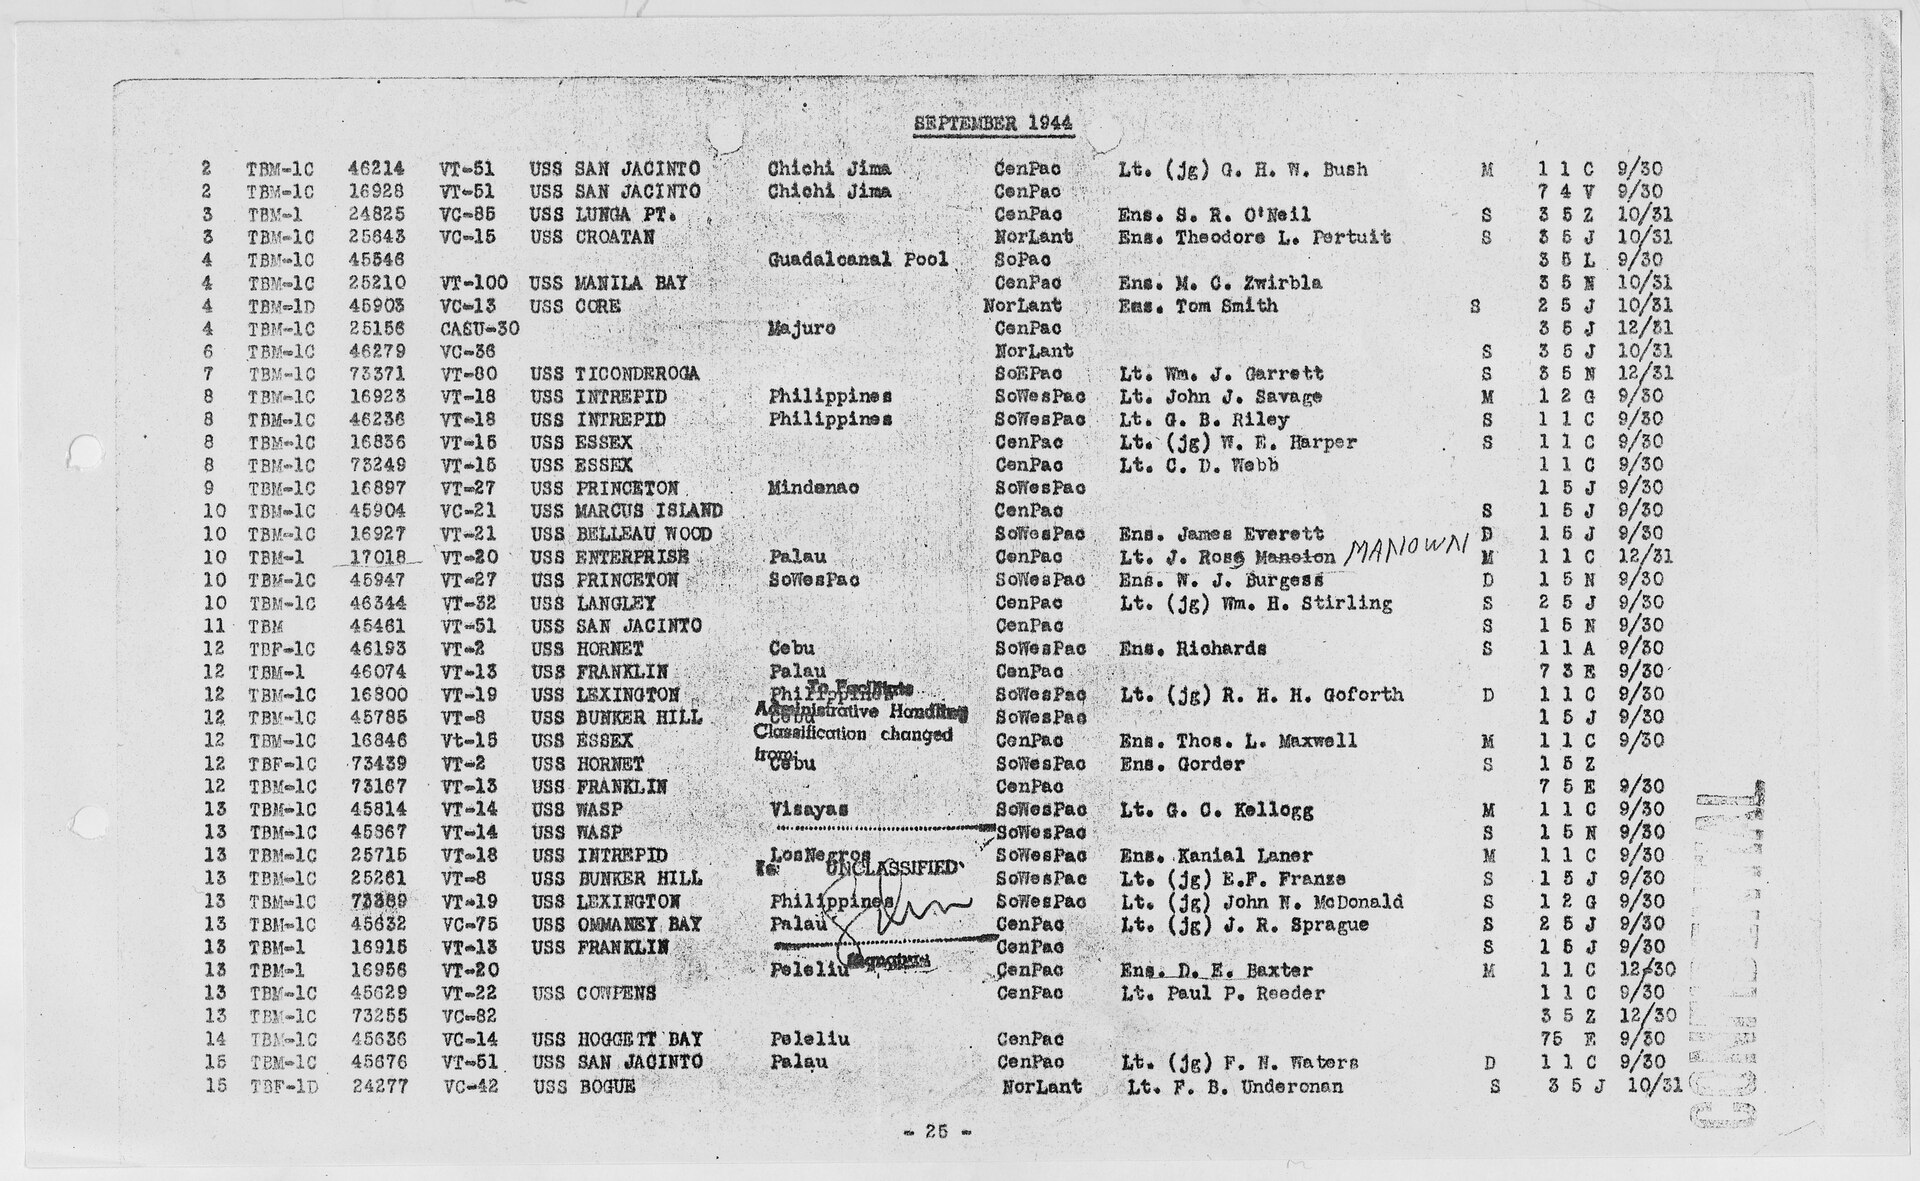 SEPTEMBER 1944
2 TBM-1C 46214 VT-51 USS SAN JACINTO Chichi Jima CenPac Lt. (jg) G. H. W. Bush M 1 1 C 9/30
2 TBM-1C 16928 VT-51 USS SAN JACINTO Chichi Jima CenPac 7 4 V 9/30
3 TBM-1 24825 VC-85 USS LUNGA PT. CenPac Ens. S. R. O'Neil S 3 5 Z 10/31
3 TBM-1C 25643 VC-15 USS CROATAN NorLant Ens. Theodore L. Pertuit S 3 5 J 10/31
4 TBM-1C 45546 Guadalcanal Pool SoPac 3 5 L 9/30
4 TBM-1C 25210 VT-100 USS MANILA BAY CenPac Ens. M. C. Zwirbla 3 5 N 10/31
4 TBM-1D 45903 VC-13 USS CORE NorLant Ens. Tom Smith S 2 5 J 10/31
4 TBM-1C 25156 CASU-30 Majuro CenPac 3 5 J 12/31
6 TBM-1C 46279 VC-36 NorLant S 3 5 J 10/31
7 TBM-1C 73371 VT-80 USS TICONDEROGA SoEPac Lt. Wm. J. Garrett S 3 5 N 12/31
8 TBM-1C 16923 VT-18 USS INTREPID Philippines SoWesPac Lt. John J. Savage M 1 2 G 9/30
8 TBM-1C 46236 VT-18 USS INTREPID Philippines SoWesPac Lt. G. B. Riley S 1 1 C 9/30
8 TBM-1C 16836 VT-15 USS ESSEX CenPac Lt. (jg) W. E. Harper S 1 1 C 9/30
8 TBM-1C 73249 VT-15 USS ESSEX CenPac Lt. C. D. Webb 1 1 C 9/30
9 TBM-1C 16897 VT-27 USS PRINCETON Mindanao SoWesPac 1 5 J 9/30
10 TBM-1C 45904 VC-21 USS MARCUS ISLAND CenPac S 1 5 J 9/30
10 TBM-1C 16927 VT-21 USS BELLEAU WOOD SoWesPac Ens. James Everett D 1 5 J 9/30
10 TBM-1 17018 VT-20 USS ENTERPRISE Palau CenPac Lt. J. Ross Manoion MANOWN M 1 1 C 12/31
10 TBM-1C 45947 VT-27 USS PRINCETON SoWesPac SoWesPac Ens. W. J. Burgess D 1 5 N 9/30
10 TBM-1C 46344 VT-32 USS LANGLEY CenPac Lt. (jg) Wm. H. Stirling S 2 5 J 9/30
11 TBM 45461 VT-51 USS SAN JACINTO CenPac S 1 5 N 9/30
12 TBF-1C 46193 VT-2 USS HORNET Cebu SoWesPac Ens. Richards S 1 1 A 9/30
12 TBM-1 46074 VT-13 USS FRANKLIN Palau CenPac 7 3 E 9/30
12 TBM-1C 16800 VT-19 USS LEXINGTON Philippines SoWesPac Lt. (jg) R. H. H. Goforth D 1 1 C 9/30
To Facilitate
12 TBM-1C 45785 VT-8 USS BUNKER HILL Cebu SoWesPac 1 5 J 9/30
Administrative Handling
Classification changed
12 TBM-1C 16846 Vt-15 USS ESSEX CenPac Ens. Thos. L. Maxwell M 1 1 C 9/30
from:
12 TBF-1C 73439 VT-2 USS HORNET Cebu SoWesPac Ens. Gorder S 1 5 Z
12 TBM-1C 73167 VT-13 USS FRANKLIN CenPac 7 5 E 9/30
13 TBM-1C 45814 VT-14 USS WASP Visayas SoWesPac Lt. G. C. Kellogg M 1 1 C 9/30
13 TBM-1C 45867 VT-14 USS WASP SoWesPac S 1 5 N 9/30
13 TBM-1C 25715 VT-18 USS INTREPID LosNegros SoWesPac Ens. Kanial Laner M 1 1 C 9/30
To UNCLASSIFIED
13 TBM-1C 25261 VT-8 USS BUNKER HILL SoWesPac Lt. (jg) E.F. Franze S 1 5 J 9/30
13 TBM-1C 73369 VT-19 USS LEXINGTON Philippines SoWesPac Lt. (jg) John N. McDonald S 1 2 G 9/30
13 TBM-1C 45632 VC-75 USS OMMANEY BAY Palau CenPac Lt. (jg) J. R. Sprague S 2 5 J 9/30
13 TBM-1 16915 VT-13 USS FRANKLIN CenPac S 1 5 J 9/30
Signature
13 TBM-1 16956 VT-20 Peleliu CenPac Ens. D. E. Baxter M 1 1 C 12-30
13 TBM-1C 45629 VT-22 USS COWPENS CenPac Lt. Paul P. Reeder 1 1 C 9/30
13 TBM-1C 73255 VC-82 3 5 Z 12/30
14 TBM-1C 45636 VC-14 USS HOGGETT BAY Peleliu CenPac 75 E 9/30
15 TBM-1C 45676 VT-51 USS SAN JACINTO Palau CenPac Lt. (jg) F. N. Waters D 1 1 C 9/30
15 TBF-1D 24277 VC-42 USS BOGUE NorLant Lt. F. B. Underonan S 3 5 J 10/31
- 25 -
CONFIDENTIAL